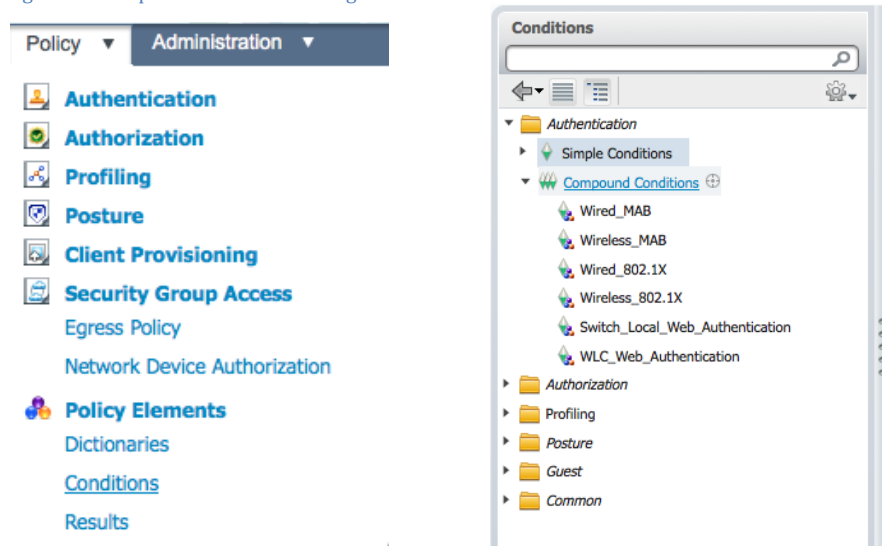 Policy ▼ Administration ▼
Authentication
Authorization
Profiling
Posture
Client Provisioning
Security Group Access
Egress Policy
Network Device Authorization
Policy Elements
Dictionaries
Conditions
Results
Conditions
Authentication
Simple Conditions
Compound Conditions
Wired_MAB
Wireless_MAB
Wired_802.1X
Wireless_802.1X
Switch_Local_Web_Authentication
WLC_Web_Authentication
Authorization
Profiling
Posture
Guest
Common